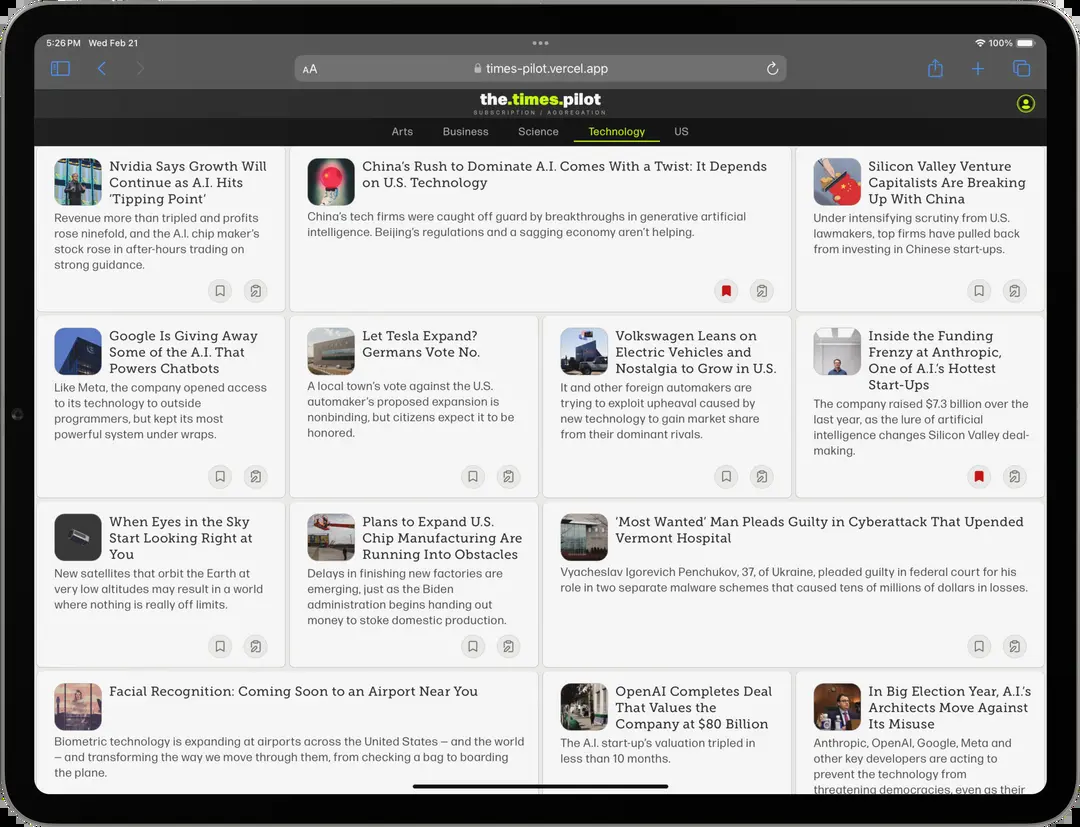 5:26 PM Wed Feb 21
100%
AA
times-pilot.vercel.app
the.times.pilot
SUBSCRIPTION / AGGREGATION
Arts
Business
Science
Technology
US
Nvidia Says Growth Will
Continue as A.I. Hits
‘Tipping Point’
Revenue more than tripled and profits
rose ninefold, and the A.I. chip maker’s
stock rose in after-hours trading on
strong guidance.
China’s Rush to Dominate A.I. Comes With a Twist: It Depends
on U.S. Technology
China’s tech firms were caught off guard by breakthroughs in generative artificial
intelligence. Beijing’s regulations and a sagging economy aren’t helping.
Silicon Valley Venture
Capitalists Are Breaking
Up With China
Under intensifying scrutiny from U.S.
lawmakers, top firms have pulled back
from investing in Chinese start-ups.
Google Is Giving Away
Some of the A.I. That
Powers Chatbots
Like Meta, the company opened access
to its technology to outside
programmers, but kept its most
powerful system under wraps.
Let Tesla Expand?
Germans Vote No.
A local town’s vote against the U.S.
automaker’s proposed expansion is
nonbinding, but citizens expect it to be
honored.
Volkswagen Leans on
Electric Vehicles and
Nostalgia to Grow in U.S.
It and other foreign automakers are
trying to exploit upheaval caused by
new technology to gain market share
from their dominant rivals.
Inside the Funding
Frenzy at Anthropic,
One of A.I.’s Hottest
Start-Ups
The company raised $7.3 billion over the
last year, as the lure of artificial
intelligence changes Silicon Valley deal-
making.
When Eyes in the Sky
Start Looking Right at
You
New satellites that orbit the Earth at
very low altitudes may result in a world
where nothing is really off limits.
Plans to Expand U.S.
Chip Manufacturing Are
Running Into Obstacles
Delays in finishing new factories are
emerging, just as the Biden
administration begins handing out
money to stoke domestic production.
‘Most Wanted’ Man Pleads Guilty in Cyberattack That Upended
Vermont Hospital
Vyacheslav Igorevich Penchukov, 37, of Ukraine, pleaded guilty in federal court for his
role in two separate malware schemes that caused tens of millions of dollars in losses.
Facial Recognition: Coming Soon to an Airport Near You
Biometric technology is expanding at airports across the United States — and the world
— and transforming the way we move through them, from checking a bag to boarding
the plane.
OpenAI Completes Deal
That Values the
Company at $80 Billion
The A.I. start-up’s valuation tripled in
less than 10 months.
In Big Election Year, A.I.’s
Architects Move Against
Its Misuse
Anthropic, OpenAI, Google, Meta and
other key developers are acting to
prevent the technology from
threatening democracies, even as their